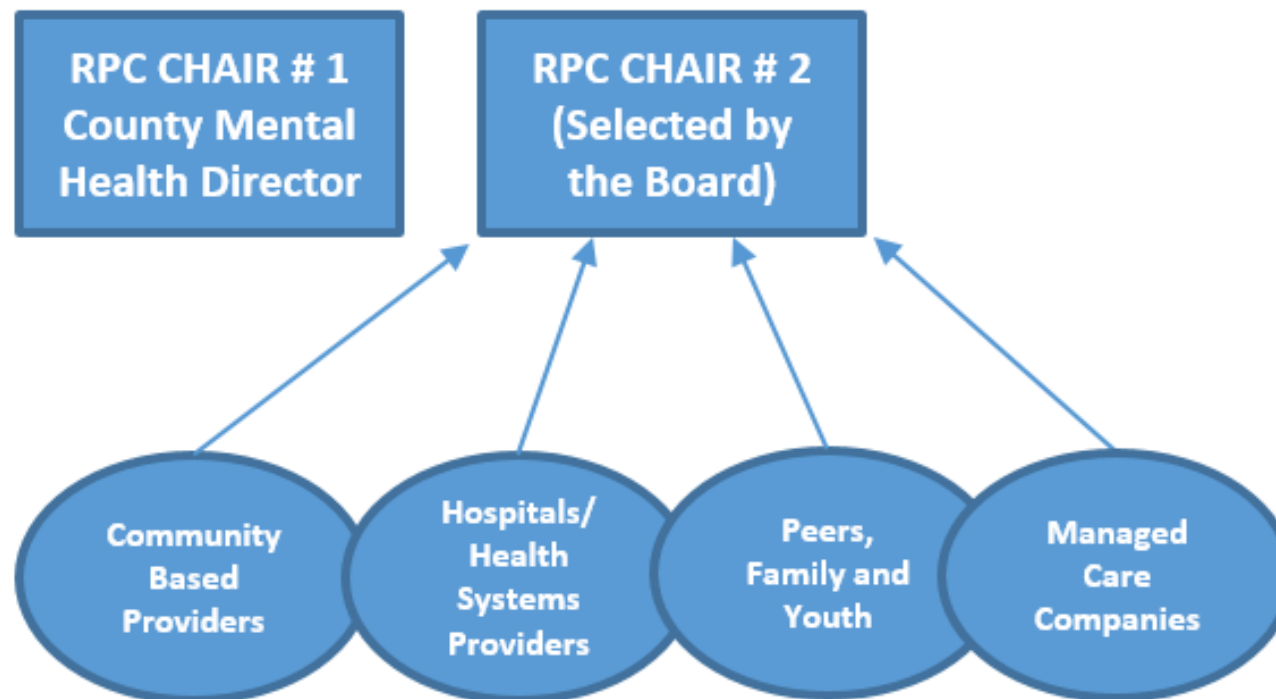 RPC CHAIR # 1
County Mental
Health Director
RPC CHAIR # 2
(Selected by
the Board)
Community
Based
Providers
Hospitals/
Health
Systems
Providers
Peers,
Family and
Youth
Managed
Care
Companies